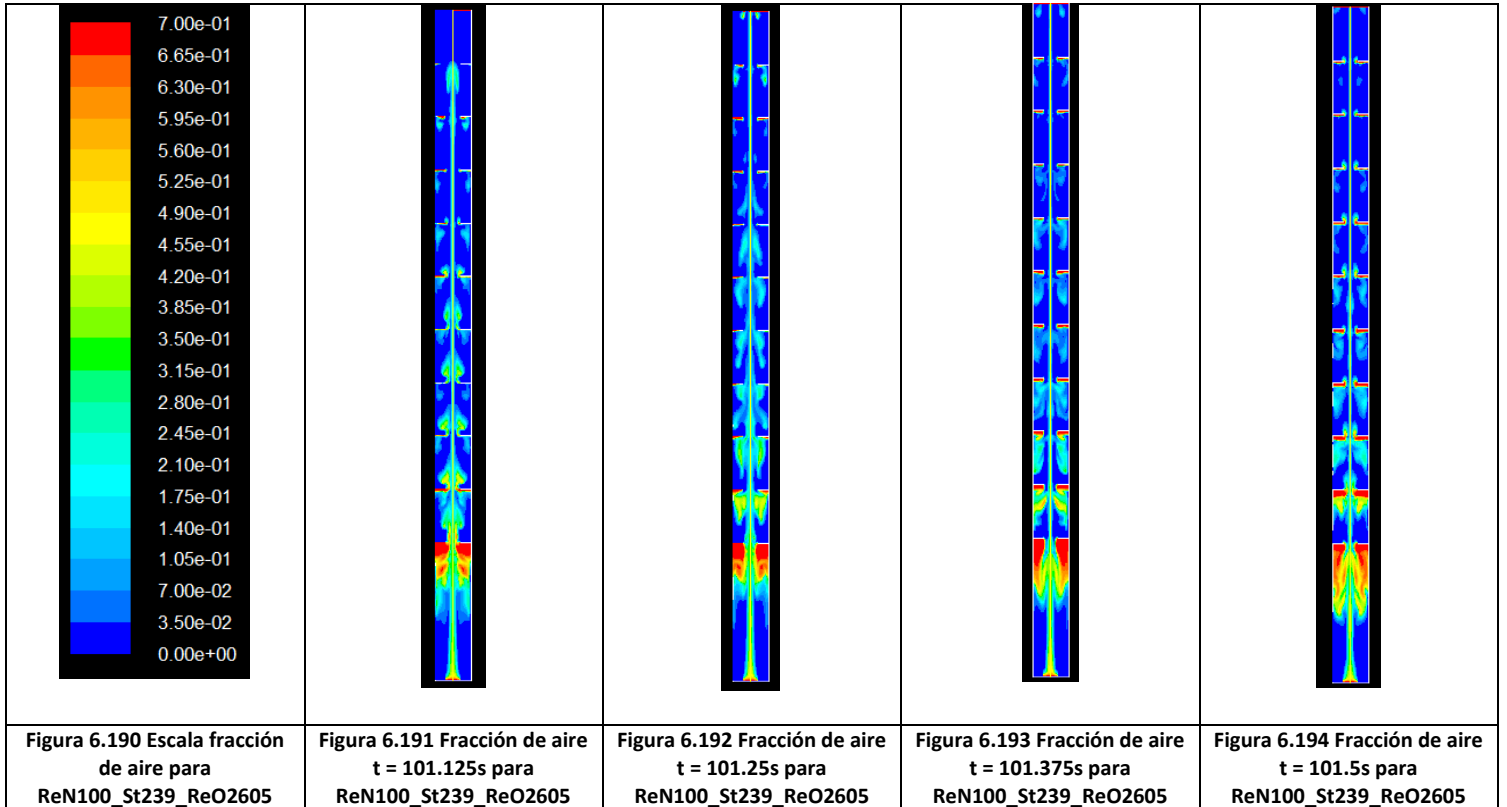 7.00e-01
6.65e-01
6.30e-01
5.95e-01
5.60e-01
5.25e-01
4.90e-01
4.55e-01
4.20e-01
3.85e-01
3.50e-01
3.15e-01
2.80e-01
2.45e-01
2.10e-01
1.75e-01
1.40e-01
1.05e-01
7.00e-02
3.50e-02
0.00e+00
Figura 6.190 Escala fracción
de aire para
ReN100_St239_ReO2605
Figura 6.191 Fracción de aire
t = 101.125s para
ReN100_St239_ReO2605
Figura 6.192 Fracción de aire
t = 101.25s para
ReN100_St239_ReO2605
Figura 6.193 Fracción de aire
t = 101.375s para
ReN100_St239_ReO2605
Figura 6.194 Fracción de aire
t = 101.5s para
ReN100_St239_ReO2605